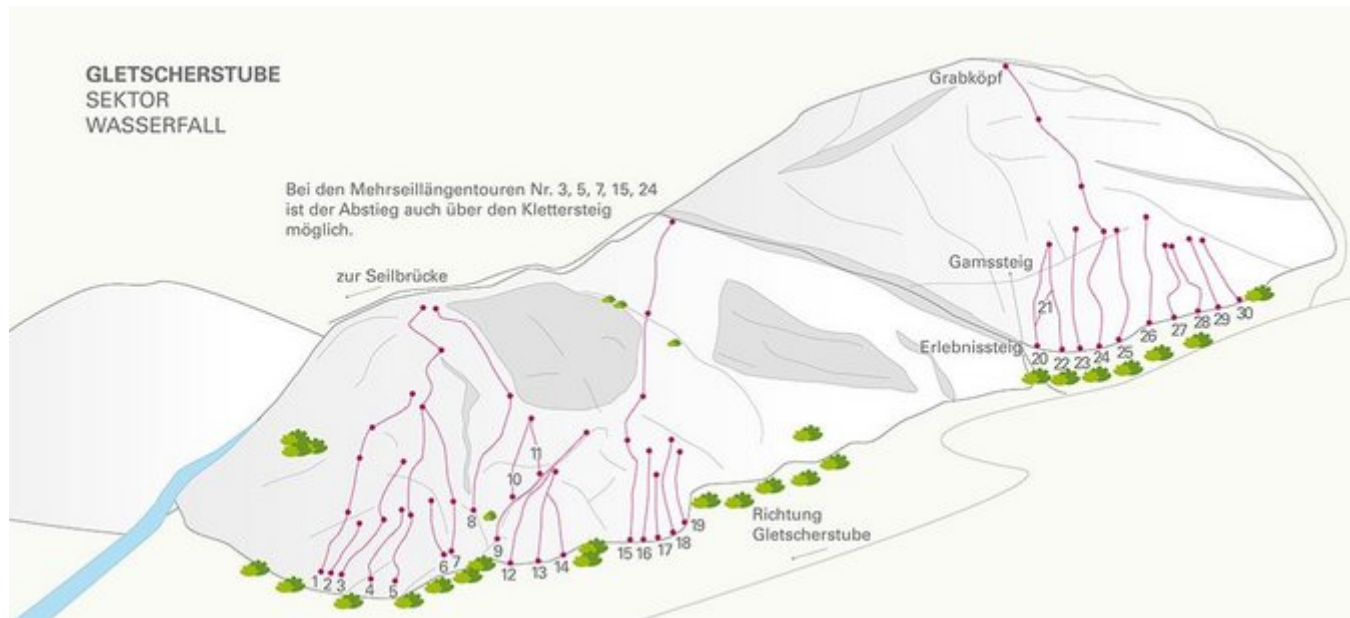 GLETSCHERSTUBE
SEKTOR
WASSERFALL
Grabköpf
Bei den Mehrseillängentouren Nr. 3, 5, 7, 15, 24
ist der Abstieg auch über den Klettersteig
möglich.
zur Seilbrücke
Gamssteig
Erlebnissteig
21
20
22
23
24
25
26
27
28
29
30
11
10
8
9
12
13
14
15
16
17
18
19
1
2
3
4
5
6
7
Richtung
Gletscherstube